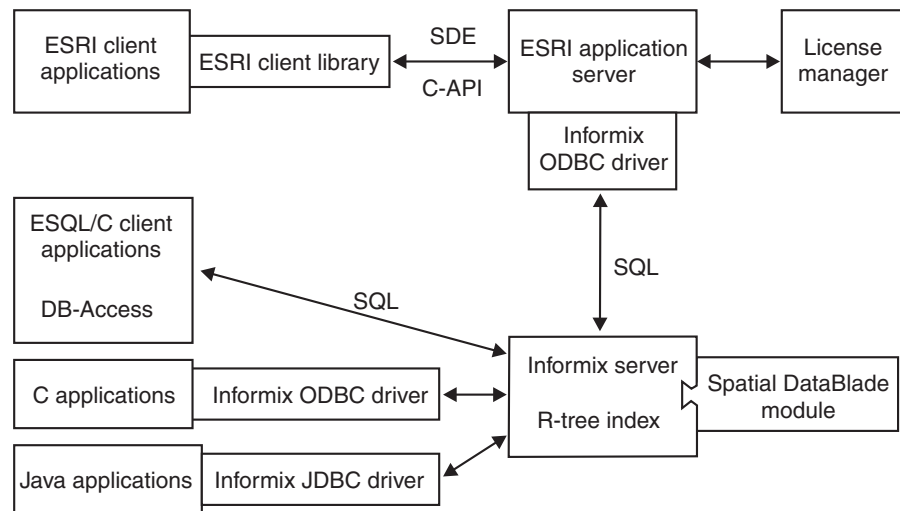 ESRI client
applications
ESRI client library
SDE
C-API
ESRI application
server
License
manager
Informix
ODBC driver
SQL
ESQL/C client
applications
DB-Access
SQL
Informix server
R-tree index
Spatial DataBlade
module
C applications
Informix ODBC driver
Java applications
Informix JDBC driver